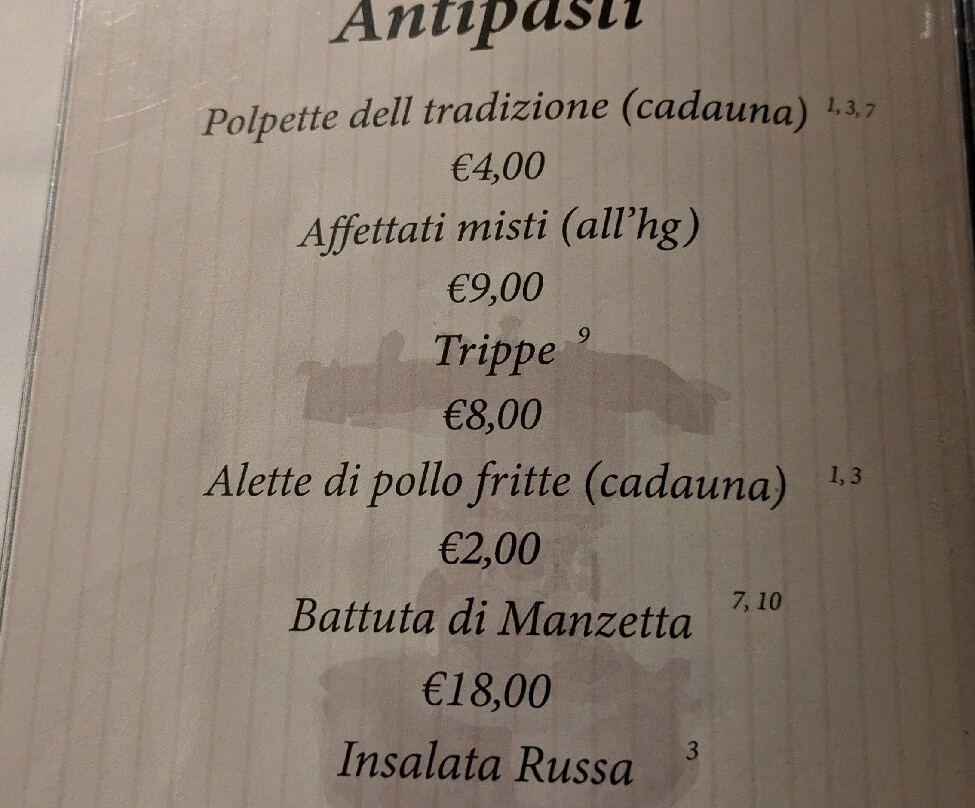 Antipasti
Polpette dell tradizione (cadauna) 1, 3, 7
€4,00
Affettati misti (all'hg)
€9,00
Trippe 9
€8,00
Alette di pollo fritte (cadauna) 1, 3
€2,00
Battuta di Manzetta 7, 10
€18,00
Insalata Russa 3